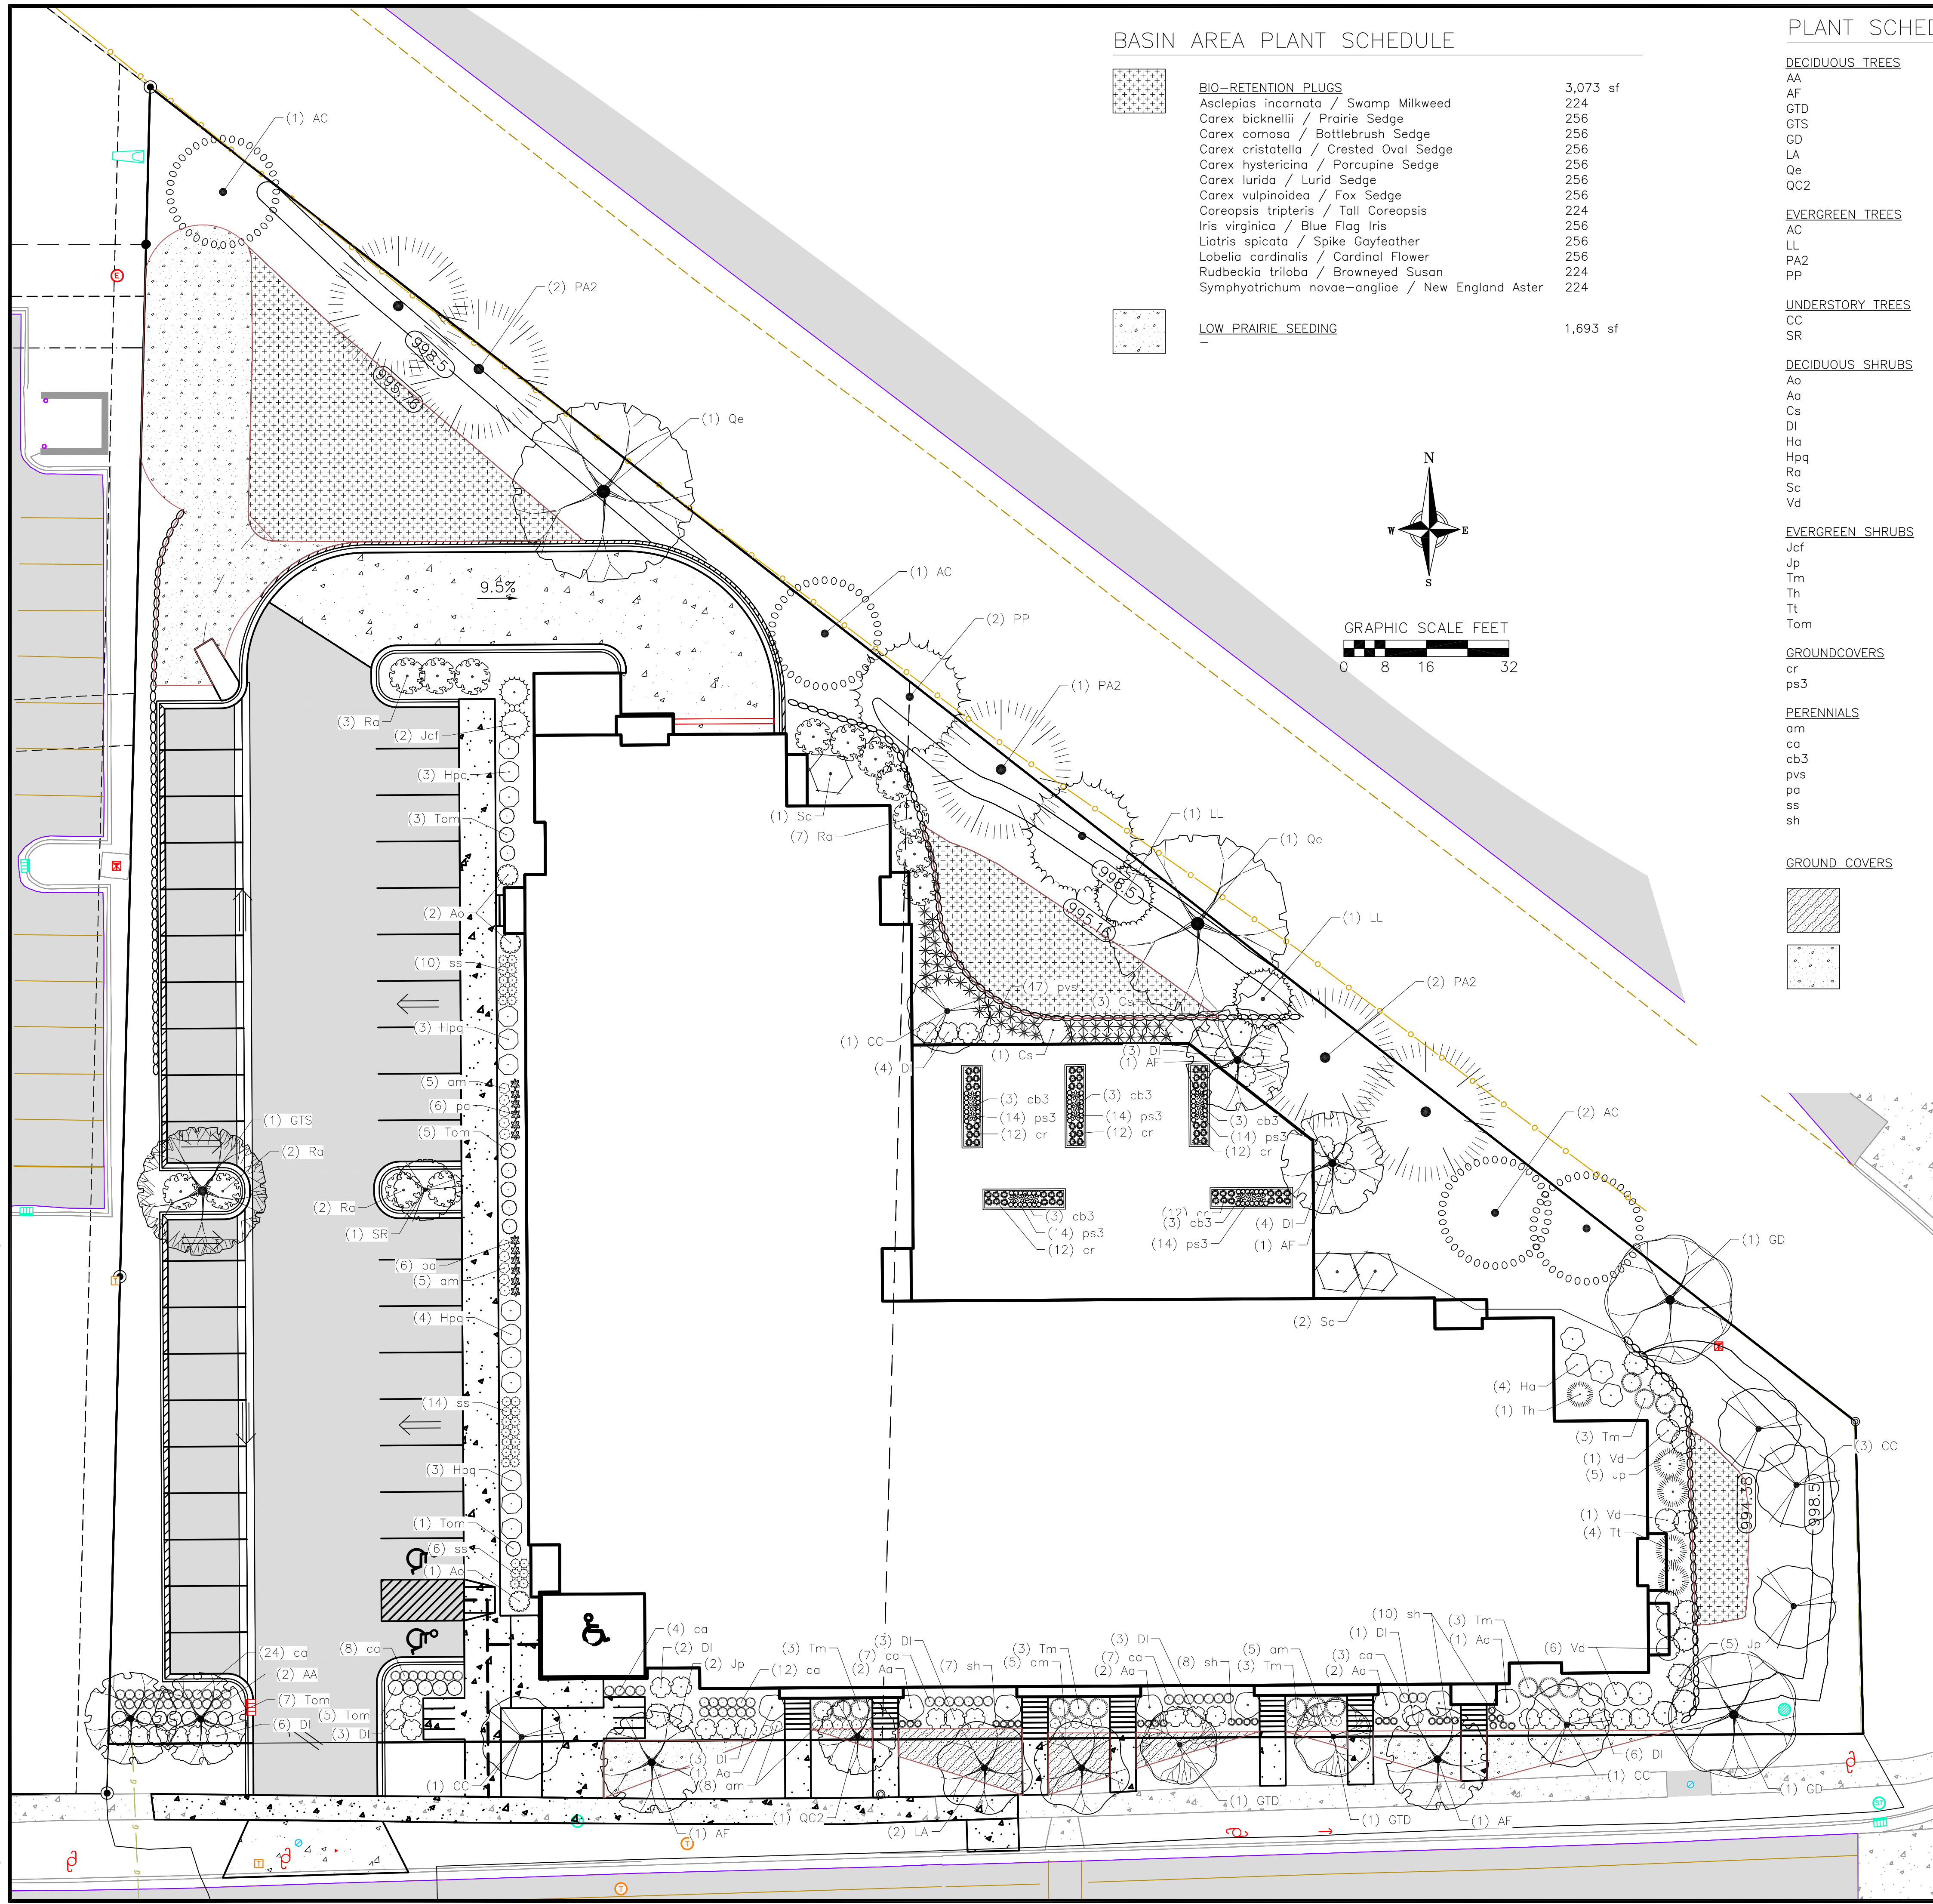 BASIN AREA PLANT SCHEDULE
BIO-RETENTION PLUGS 3,073 sf
Asclepias incarnata / Swamp Milkweed 224
Carex bicknellii / Prairie Sedge 256
Carex comosa / Bottlebrush Sedge 256
Carex cristatella / Crested Oval Sedge 256
Carex hystericina / Porcupine Sedge 256
Carex lurida / Lurid Sedge 256
Carex vulpinoidea / Fox Sedge 256
Coreopsis tripteris / Tall Coreopsis 224
Iris virginica / Blue Flag Iris 256
Liatris spicata / Spike Gayfeather 256
Lobelia cardinalis / Cardinal Flower 256
Rudbeckia triloba / Browneyed Susan 224
Symphyotrichum novae-angliae / New England Aster 224
LOW PRAIRIE SEEDING 1,693 sf
-
PLANT SCHED
DECIDUOUS TREES
AA
AF
GTD
GTS
GD
LA
Qe
QC2
EVERGREEN TREES
AC
LL
PA2
PP
UNDERSTORY TREES
CC
SR
DECIDUOUS SHRUBS
Ao
Aa
Cs
Dl
Ha
Hpq
Ra
Sc
Vd
EVERGREEN SHRUBS
Jcf
Jp
Tm
Th
Tt
Tom
GROUNDCOVERS
cr
ps3
PERENNIALS
am
ca
cb3
pvs
pa
ss
sh
GROUND COVERS
N
W E
S
GRAPHIC SCALE FEET
0 8 16 32
(1) AC
E
(2) PA2
998.5
995.76
(1) Qe
9.5%
(1) AC
(2) PP
(1) PA2
(3) Ra
(2) Jcf
(3) Hpq
(3) Tom
(1) Sc
(7) Ra
(1) LL
(1) Qe
998.5
995.16
(2) Ao
(1) LL
(10) ss
(2) PA2
(47) pvs
(3) Cs
(3) Hpq
(1) CC
(1) Cs
(3) Dl
(1) AF
(4) Dl
(5) am
(6) pa
(5) Tom
(3) cb3
(14) ps3
(12) cr
(3) cb3
(14) ps3
(12) cr
(3) cb3
(14) ps3
(12) cr
(2) AC
(1) GTS
(2) Ra
(2) Ra
(1) SR
(3) cb3
(14) ps3
(12) cr
(12) cr
(3) cb3
(14) ps3
(4) Dl
(1) AF
(1) GD
(6) pa
(5) am
(4) Hpq
(2) Sc
(4) Ha
(1) Th
(14) ss
(3) Tm
(3) CC
(1) Vd
(5) Jp
(3) Hpq
994.38
998.5
(1) Vd
(4) Tt
(1) Tom
(6) ss
(1) Ao
(24) ca
(8) ca
(2) AA
(7) Tom
(5) Tom
(6) Dl
(3) Dl
(4) ca
(2) Dl
(2) Jp
(3) Tm
(12) ca
(3) Dl
(7) ca
(2) Aa
(7) sh
(3) Tm
(5) am
(3) Dl
(7) ca
(2) Aa
(8) sh
(5) am
(3) Tm
(10) sh
(1) Dl
(3) ca
(2) Aa
(3) Tm
(1) Aa
(6) Vd
(5) Jp
(3) Dl
(1) Aa
(8) am
(1) CC
(6) Dl
(1) CC
(1) GD
(1) GTD
(1) QC2
(1) AF
(2) LA
(1) GTD
(1) AF
T
T
T
T
ST